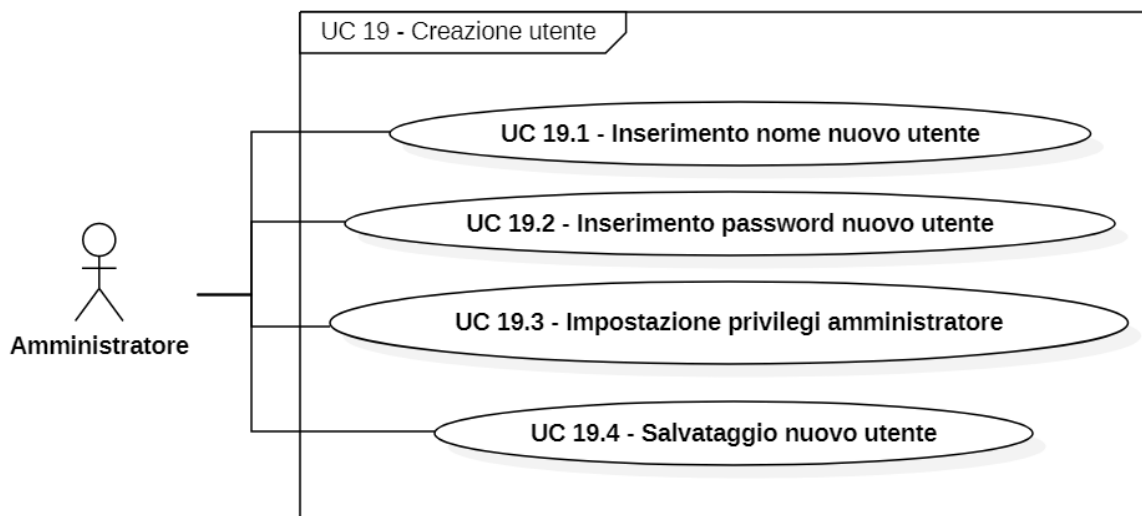 UC 19 - Creazione utente
UC 19.1 - Inserimento nome nuovo utente
UC 19.2 - Inserimento password nuovo utente
UC 19.3 - Impostazione privilegi amministratore
Amministratore
UC 19.4 - Salvataggio nuovo utente